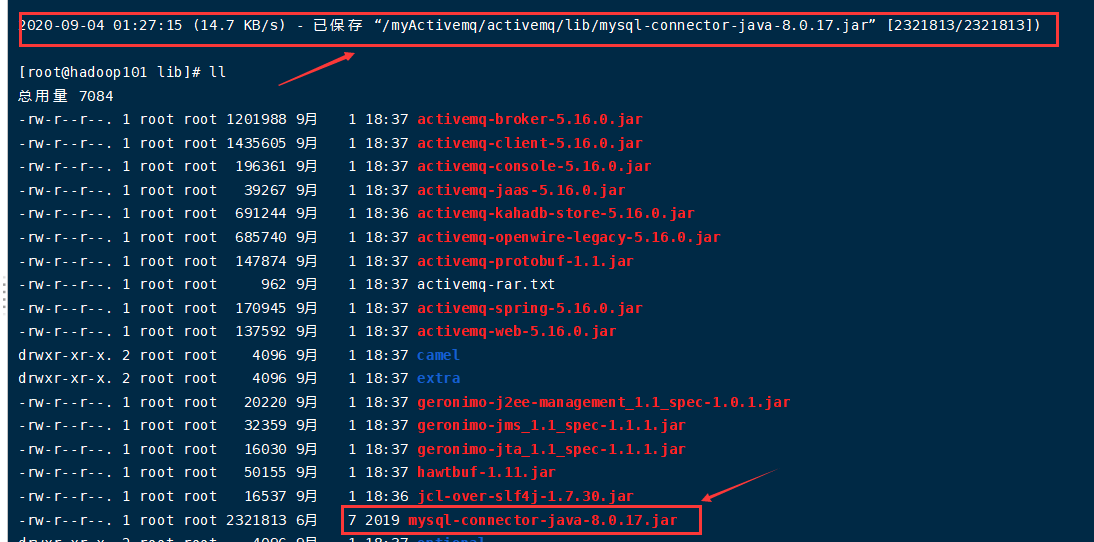 2020-09-04 01:27:15 (14.7 KB/s) - 已保存 “/myActivemq/activemq/lib/mysql-connector-java-8.0.17.jar” [2321813/2321813])
[root@hadoop101 lib]# ll
总用量 7084
-rw-r--r--. 1 root root 1201988 9月 1 18:37 activemq-broker-5.16.0.jar
-rw-r--r--. 1 root root 1435605 9月 1 18:37 activemq-client-5.16.0.jar
-rw-r--r--. 1 root root 196361 9月 1 18:37 activemq-console-5.16.0.jar
-rw-r--r--. 1 root root 39267 9月 1 18:37 activemq-jaas-5.16.0.jar
-rw-r--r--. 1 root root 691244 9月 1 18:36 activemq-kahadb-store-5.16.0.jar
-rw-r--r--. 1 root root 685740 9月 1 18:37 activemq-openwire-legacy-5.16.0.jar
-rw-r--r--. 1 root root 147874 9月 1 18:37 activemq-protobuf-1.1.jar
-rw-r--r--. 1 root root 962 9月 1 18:37 activemq-rar.txt
-rw-r--r--. 1 root root 170945 9月 1 18:37 activemq-spring-5.16.0.jar
-rw-r--r--. 1 root root 137592 9月 1 18:37 activemq-web-5.16.0.jar
drwxr-xr-x. 2 root root 4096 9月 1 18:37 camel
drwxr-xr-x. 2 root root 4096 9月 1 18:37 extra
-rw-r--r--. 1 root root 20220 9月 1 18:37 geronimo-j2ee-management_1.1_spec-1.0.1.jar
-rw-r--r--. 1 root root 32359 9月 1 18:37 geronimo-jms_1.1_spec-1.1.1.jar
-rw-r--r--. 1 root root 16030 9月 1 18:37 geronimo-jta_1.1_spec-1.1.1.jar
-rw-r--r--. 1 root root 50155 9月 1 18:37 hawtbuf-1.11.jar
-rw-r--r--. 1 root root 16537 9月 1 18:36 jcl-over-slf4j-1.7.30.jar
-rw-r--r--. 1 root root 2321813 6月 7 2019 mysql-connector-java-8.0.17.jar
drwxr-xr-x. 2 root root 4096 9月 1 18:37 optional